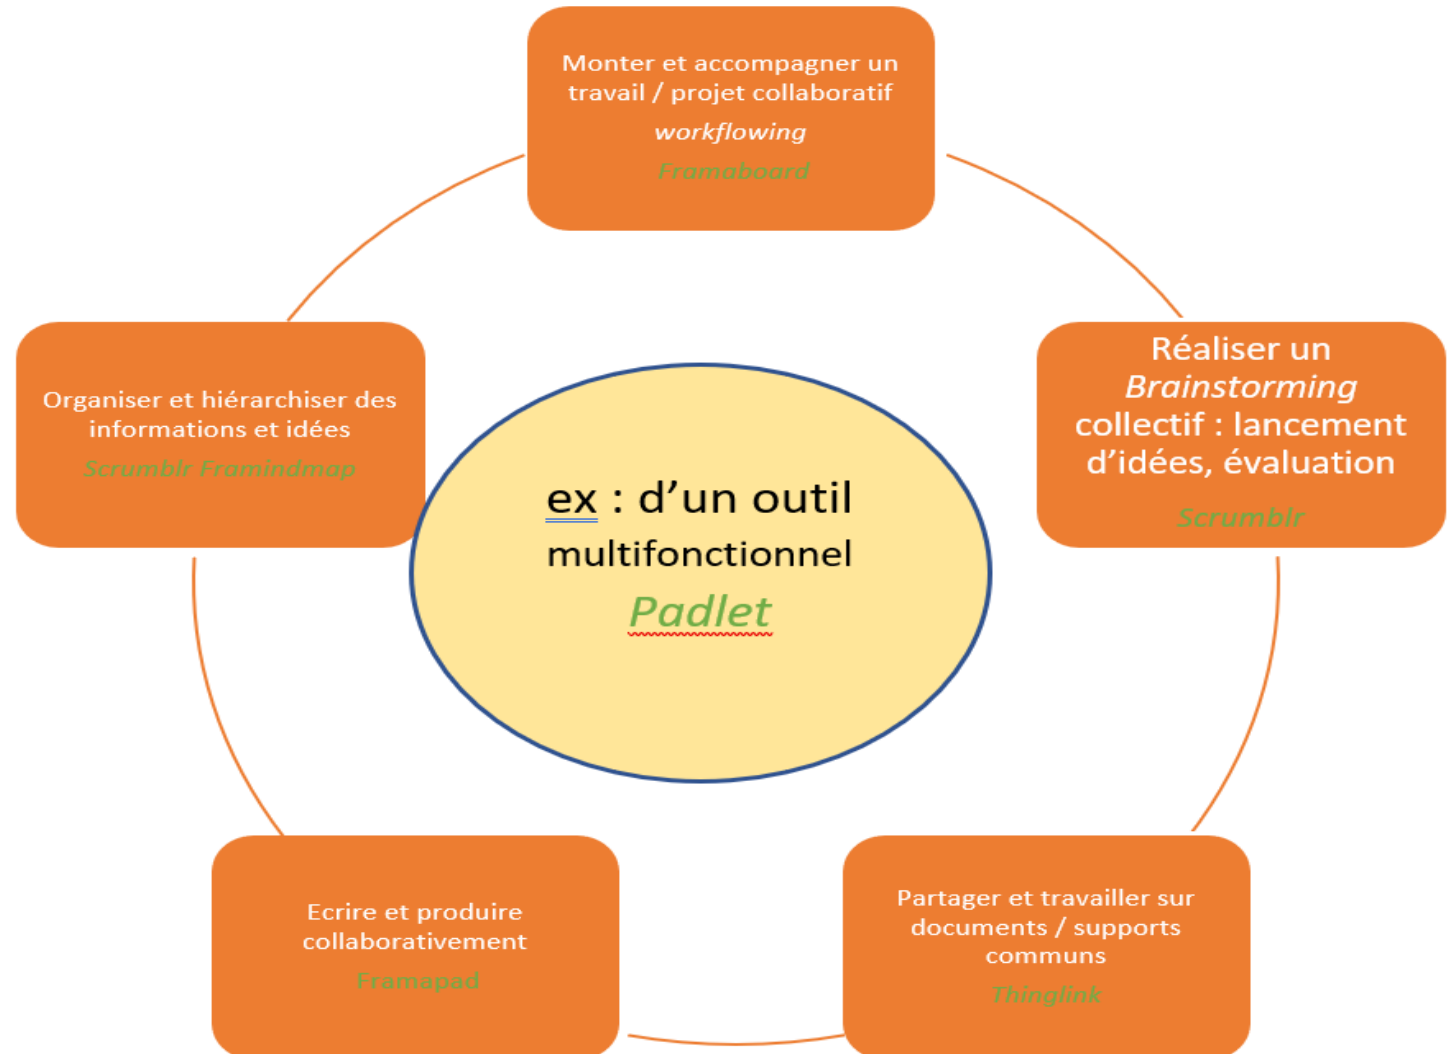 Monter et accompagner un
travail / projet collaboratif
workflowing
Framaboard
Réaliser un
Brainstorming
collectif : lancement
d'idées, évaluation
Scrumblr
Organiser et hiérarchiser des
informations et idées
Scrumblr Framindmap
ex : d'un outil
multifonctionnel
Padlet
Ecrire et produire
collaborativement
Framapad
Partager et travailler sur
documents / supports
communs
Thinglink